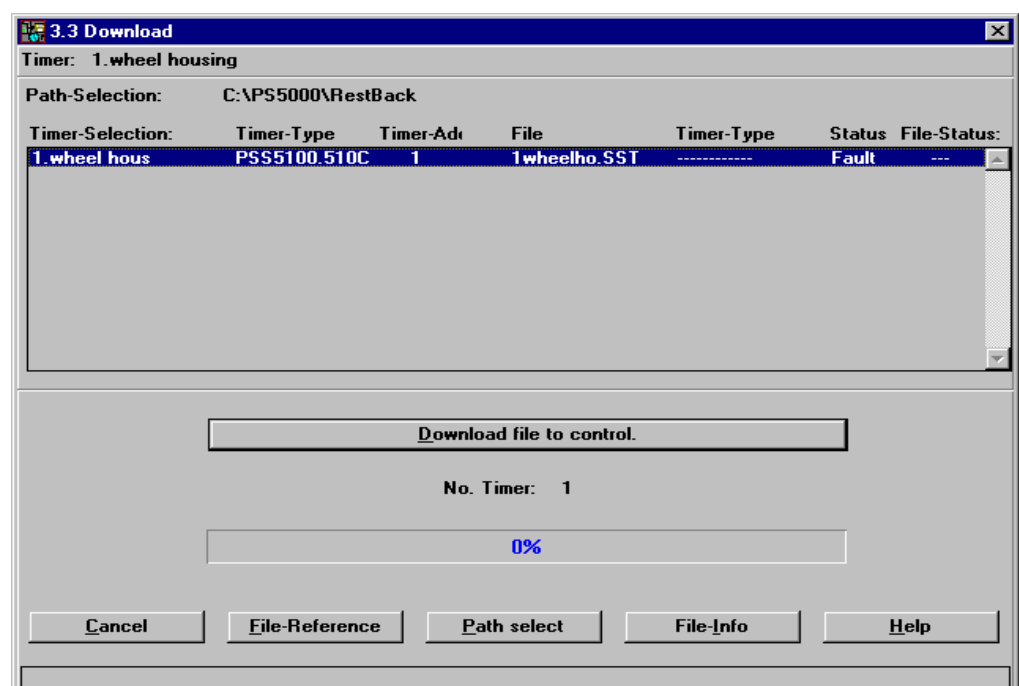 3.3 Download
Timer: 1.wheel housing
Path-Selection: C:\PS5000\RestBack
Timer-Selection: Timer-Type Timer-Ad File Timer-Type Status File-Status:
1.wheel hous PSS5100.510C 1 1wheelho.SST ------------ Fault ---
Download file to control.
No. Timer: 1
0%
Cancel File-Reference Path select File-Info Help